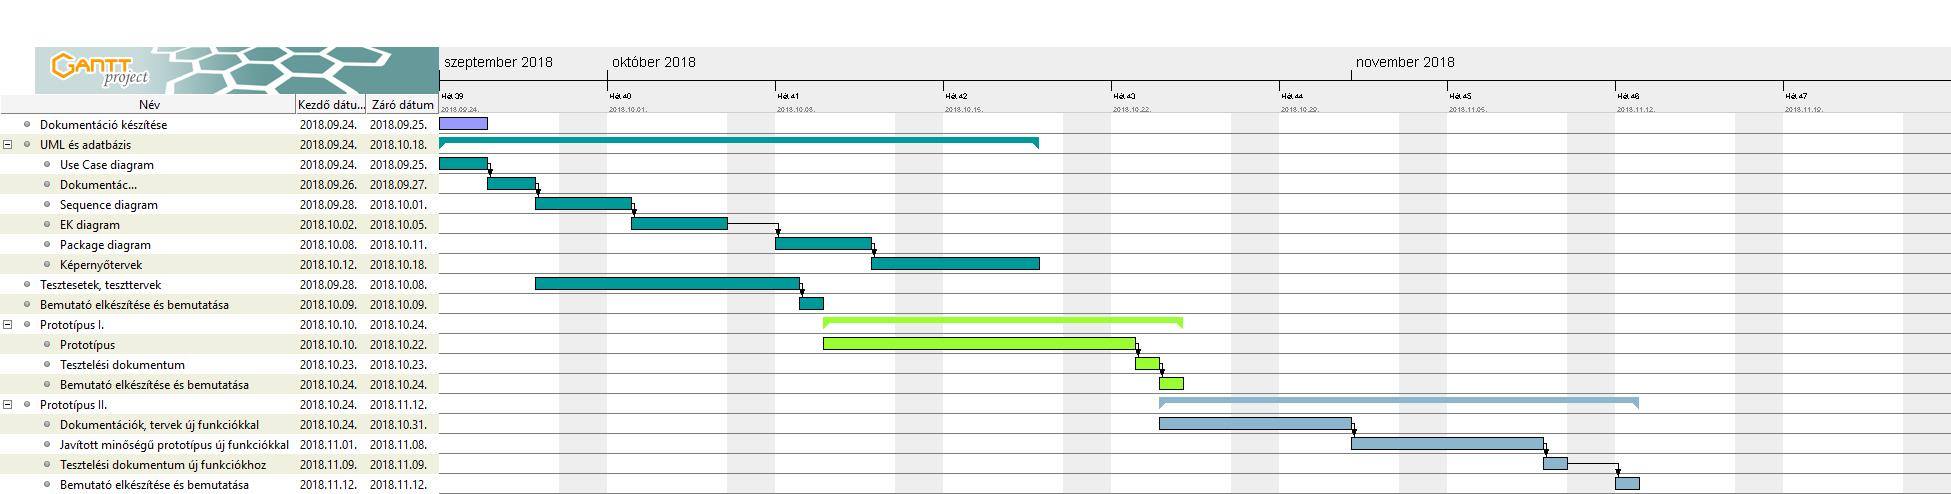 GANTT
project
szeptember 2018 október 2018 november 2018
Név Kezdő dátu... Záró dátum
Hét 39 Hét 40 Hét 41 Hét 42 Hét 43 Hét 44 Hét 45 Hét 46 Hét 47
2018.09.24. 2018.10.01. 2018.10.08. 2018.10.15. 2018.10.22. 2018.10.29. 2018.11.05. 2018.11.12. 2018.11.19.
Dokumentáció készítése 2018.09.24. 2018.09.25.
UML és adatbázis 2018.09.24. 2018.10.18.
Use Case diagram 2018.09.24. 2018.09.25.
Dokumentác... 2018.09.26. 2018.09.27.
Sequence diagram 2018.09.28. 2018.10.01.
EK diagram 2018.10.02. 2018.10.05.
Package diagram 2018.10.08. 2018.10.11.
Képernyőtervek 2018.10.12. 2018.10.18.
Tesztesetek, teszttervek 2018.09.28. 2018.10.08.
Bemutató elkészítése és bemutatása 2018.10.09. 2018.10.09.
Prototípus I. 2018.10.10. 2018.10.24.
Prototípus 2018.10.10. 2018.10.22.
Tesztelési dokumentum 2018.10.23. 2018.10.23.
Bemutató elkészítése és bemutatása 2018.10.24. 2018.10.24.
Prototípus II. 2018.10.24. 2018.11.12.
Dokumentációk, tervek új funkciókkal 2018.10.24. 2018.10.31.
Javított minőségű prototípus új funkciókkal 2018.11.01. 2018.11.08.
Tesztelési dokumentum új funkciókhoz 2018.11.09. 2018.11.09.
Bemutató elkészítése és bemutatása 2018.11.12. 2018.11.12.